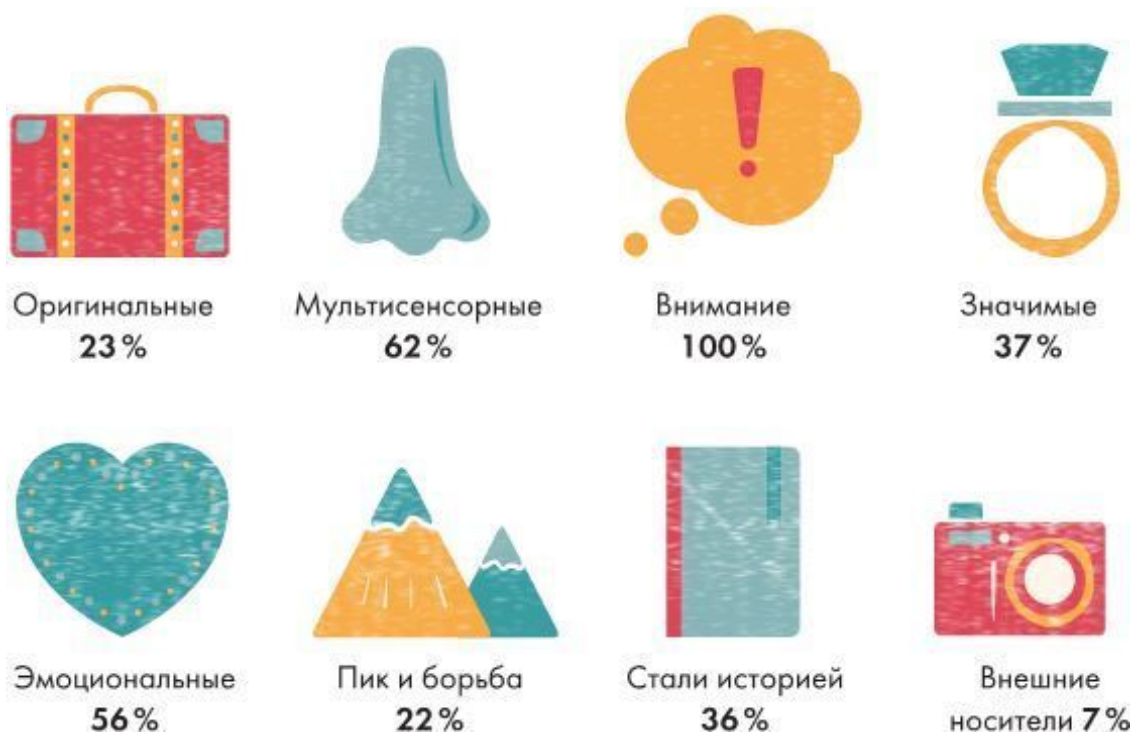 Оригинальные
23 %
Мультисенсорные
62 %
Внимание
100 %
Значимые
37 %
Эмоциональные
56 %
Пик и борьба
22 %
Стали историей
36 %
Внешние
носители 7 %